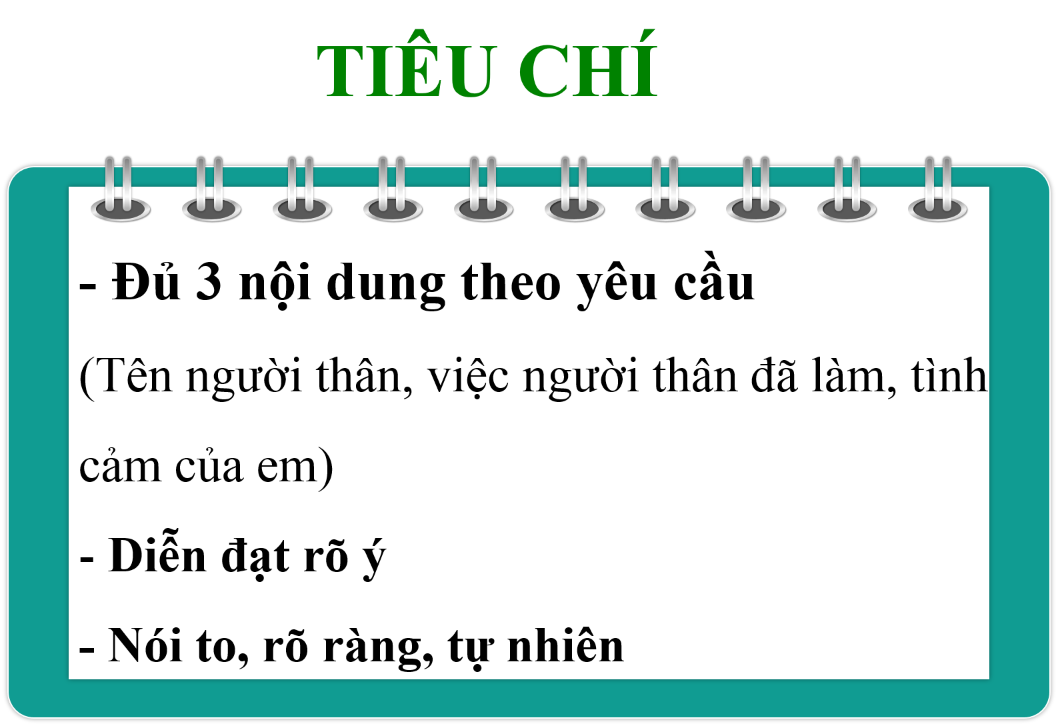 TIÊU CHÍ
- Đủ 3 nội dung theo yêu cầu
(Tên người thân, việc người thân đã làm, tình
cảm của em)
- Diễn đạt rõ ý
- Nói to, rõ ràng, tự nhiên